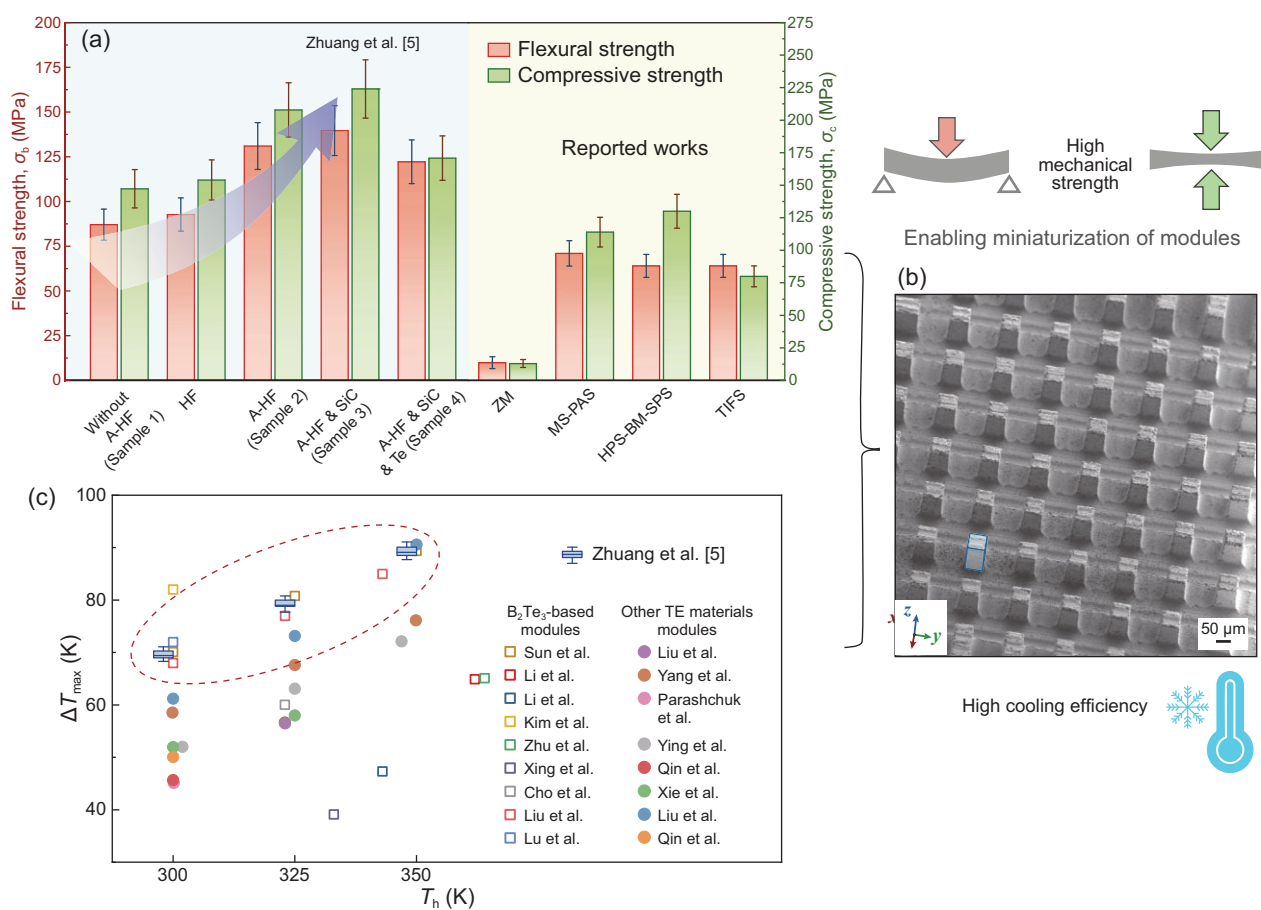 (a)
Zhuang et al. [5]
Flexural strength
Compressive strength
Reported works
Flexural strength, σb (MPa)
200
175
150
125
100
75
50
25
0
Compressive strength, σc (MPa)
275
250
225
200
175
150
125
100
75
50
25
0
Without
A-HF
(Sample 1)
HF
A-HF
(Sample 2)
A-HF & SiC
(Sample 3)
A-HF & SiC
& Te (Sample 4)
ZM
MS-PAS
HPS-BM-SPS
TIFS
High
mechanical
strength
Enabling miniaturization of modules
(b)
z
x
y
50 μm
High cooling efficiency
(c)
ΔTmax (K)
100
80
60
40
300
325
350
Th (K)
Zhuang et al. [5]
B2Te3-based
modules
Sun et al.
Li et al.
Li et al.
Kim et al.
Zhu et al.
Xing et al.
Cho et al.
Liu et al.
Lu et al.
Other TE materials
modules
Liu et al.
Yang et al.
Parashchuk
et al.
Ying et al.
Qin et al.
Xie et al.
Liu et al.
Qin et al.